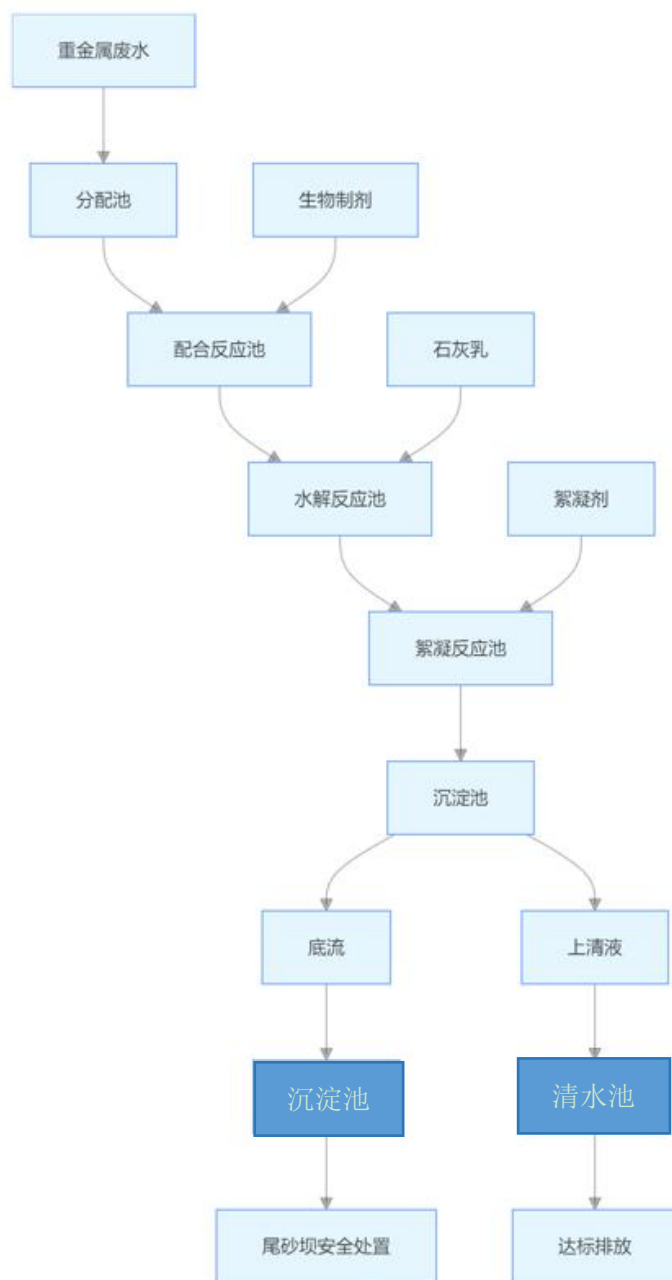 重金属废水
分配池
生物制剂
配合反应池
石灰乳
水解反应池
絮凝剂
絮凝反应池
沉淀池
底流
上清液
沉淀池
清水池
尾砂坝安全处置
达标排放